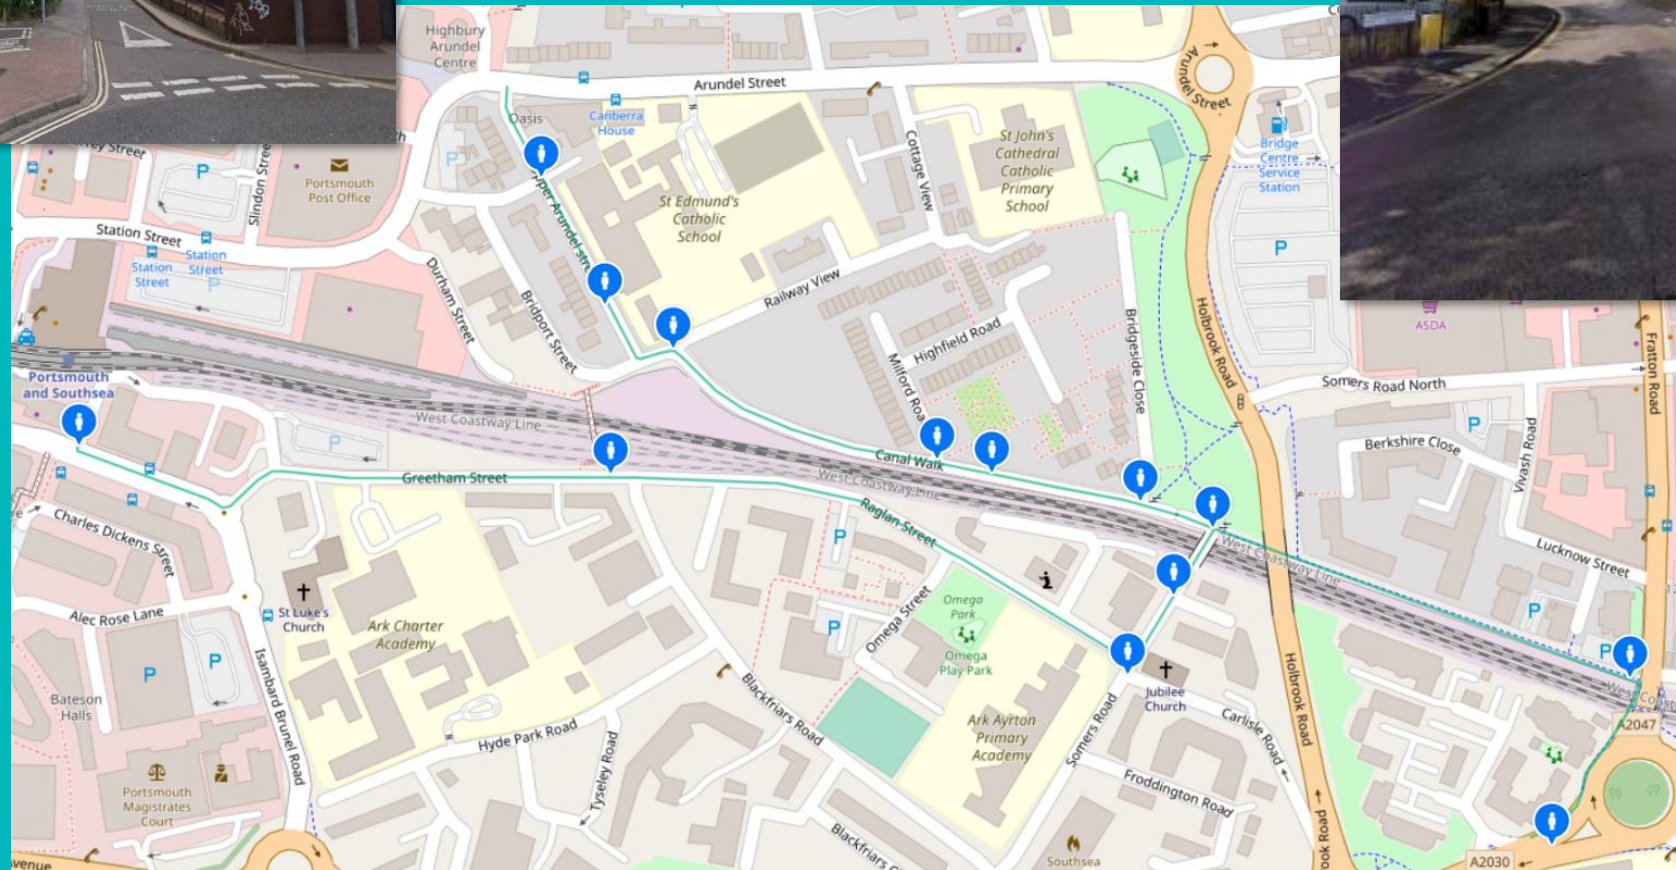 Highbury
Arundel
Centre
Arundel Street
Arundel Street
Oasis
Canberra
House
St John's
Cathedral
Catholic
Primary
School
Cottage View
Bridge
Centre
Service
Station
P
P
Slindon Stree
Portsmouth
Post Office
St Edmund's
Catholic
School
Station Street
Station
Street
Station
Street
P
P
Durham Street
Bridport Street
Railway View
Highfield Road
Milford Roa
Bridgeside Close
Holbrook Road
ASDA
Fratton Road
Somers Road North
Portsmouth
and Southsea
West Coastway Line
P
P
Berkshire Close
Vivash Road
Canal Walk
West Coastway Line
Greetham Street
Raglan Street
P
Charles Dickens Street
West Coastway Line
Lucknow Street
Alec Rose Lane
St Luke's
Church
Ark Charter
Academy
Omega
Park
Omega Street
Omega
Play Park
P
P
P
P
P
Bateson
Halls
Isambard Brunel Road
Blackfriars Road
Jubilee
Church
Carlisle Road
Holbrook Road
A2047
Hyde Park Road
Ark Ayrton
Primary
Academy
Somers Road
Tyseley Road
Froddington Road
Portsmouth
Magistrates
Court
Blackfriars
Southsea
A2030